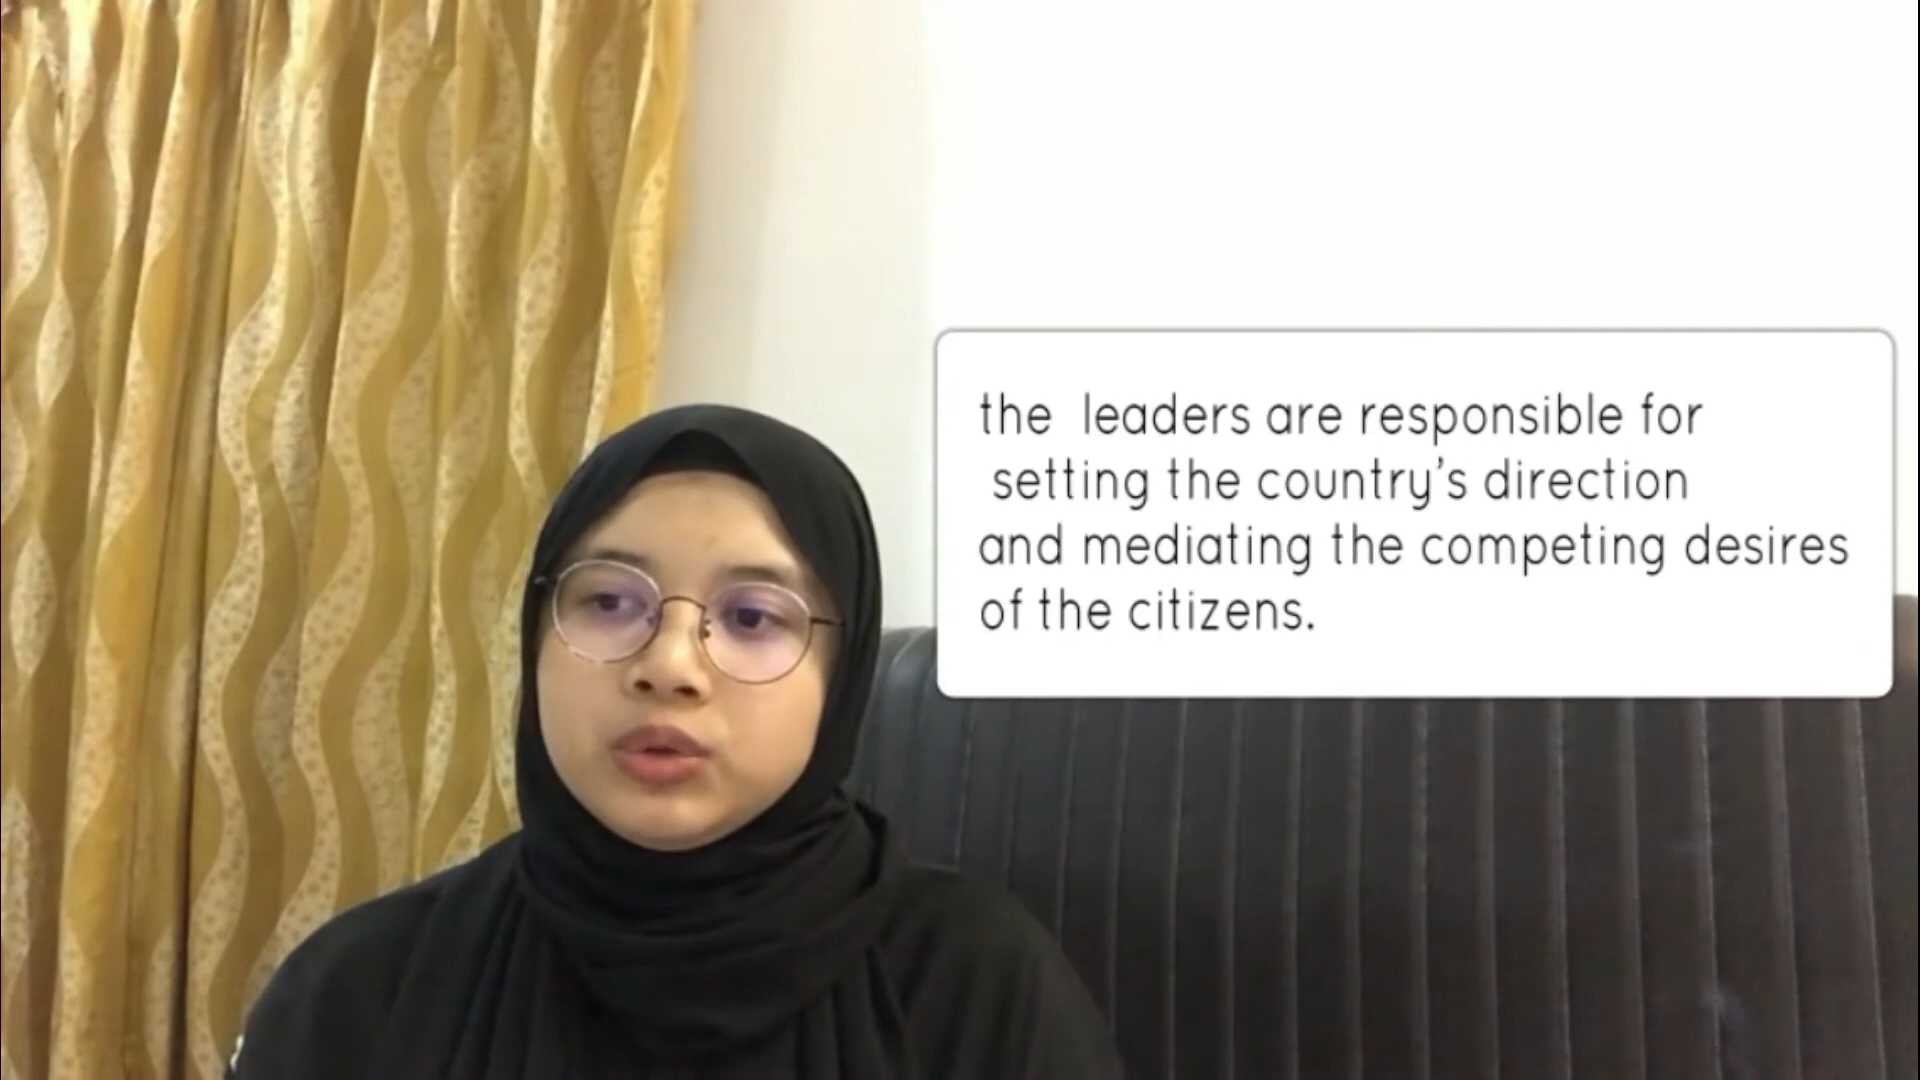 the leaders are responsible for
setting the country's direction
and mediating the competing desires
of the citizens.